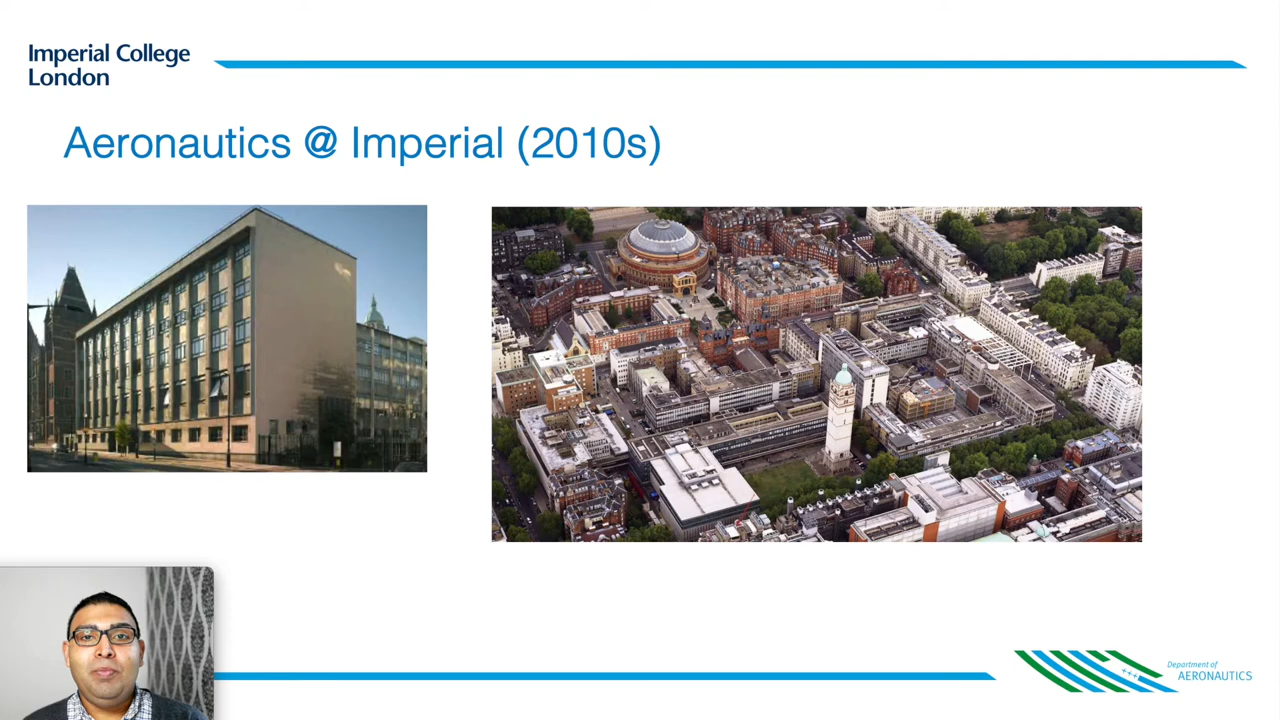 Imperial College
London
Aeronautics @ Imperial (2010s)
Department of
AERONAUTICS